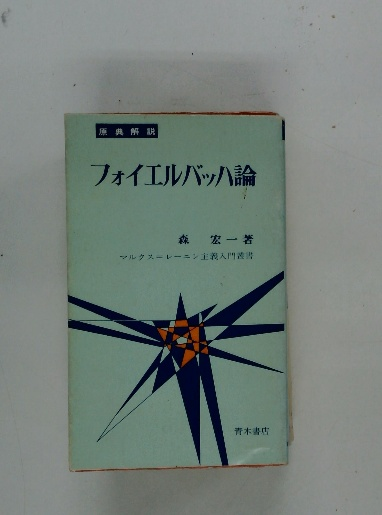 原典解説
フォイエルバッハ論
森 宏一著
マルクス=レーニン主義入門叢書
青木書店